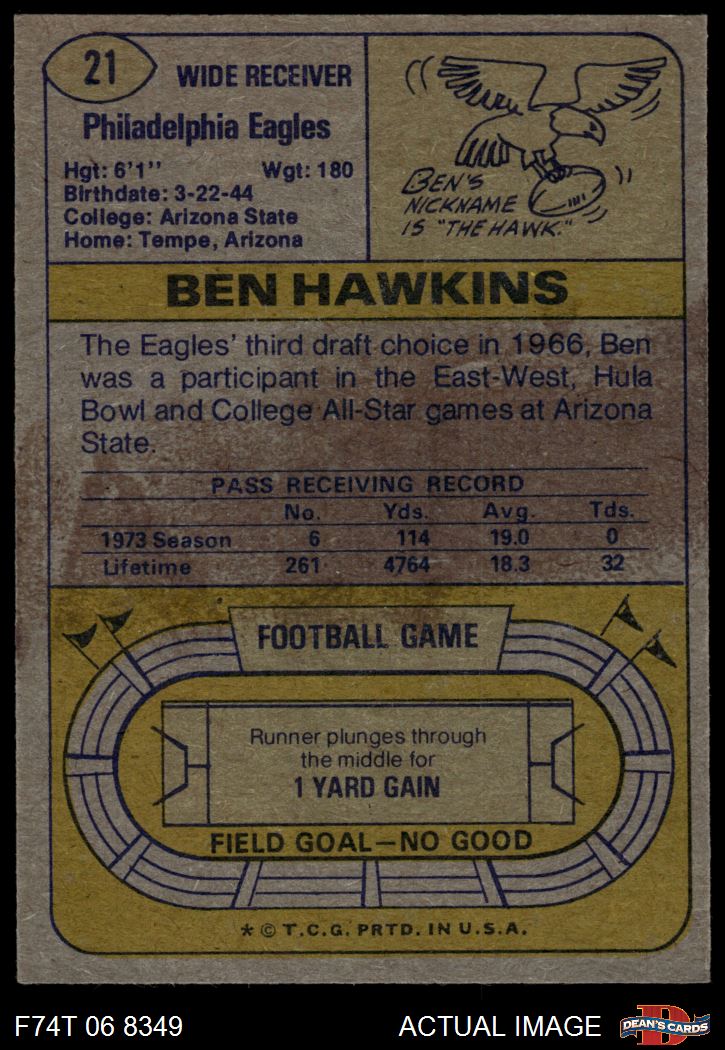 21
WIDE RECEIVER
Philadelphia Eagles
Hgt: 6'1'' Wgt: 180
Birthdate: 3-22-44
College: Arizona State
Home: Tempe, Arizona
BEN'S
NICKNAME
IS "THE HAWK."
BEN HAWKINS
The Eagles' third draft choice in 1966, Ben
was a participant in the East-West, Hula
Bowl and College All-Star games at Arizona
State.
PASS RECEIVING RECORD
No. Yds. Avg. Tds.
1973 Season 6 114 19.0 0
Lifetime 261 4764 18.3 32
FOOTBALL GAME
Runner plunges through
the middle for
1 YARD GAIN
FIELD GOAL—NO GOOD
* © T.C.G. PRTD. IN U.S.A.
F74T 06 8349 ACTUAL IMAGE
D
DEAN'S CARDS